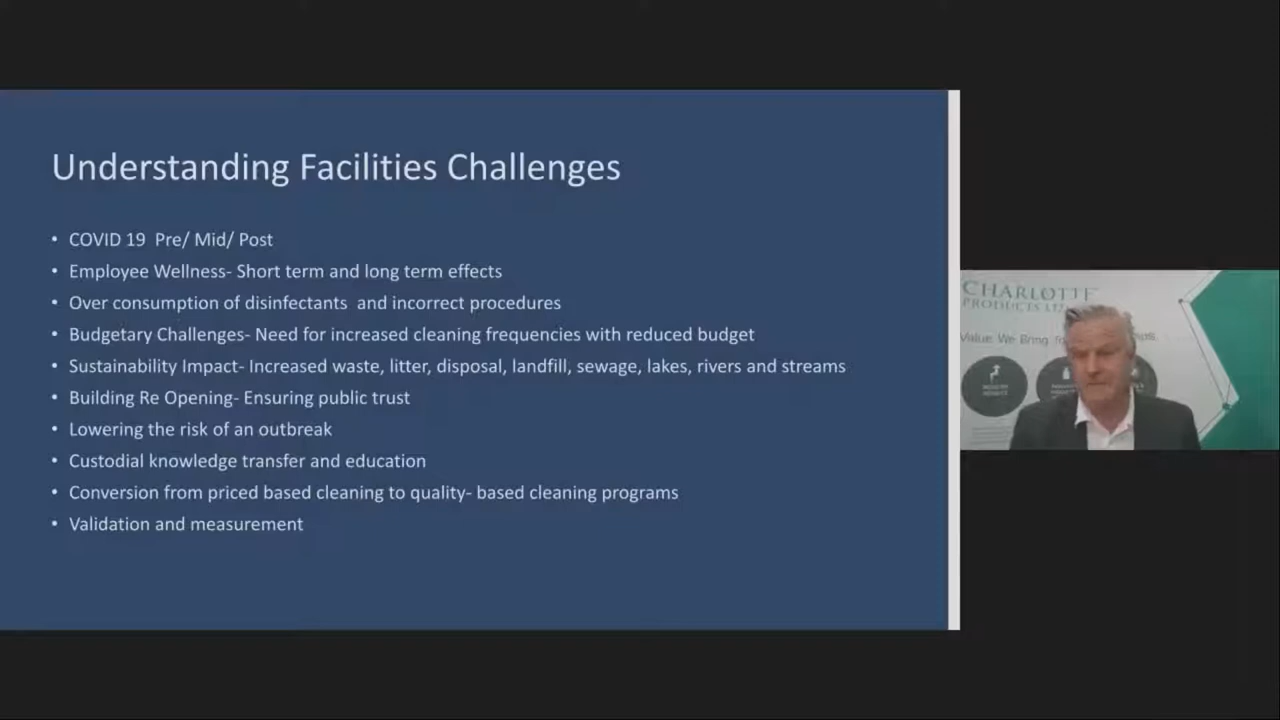 Understanding Facilities Challenges
• COVID 19  Pre/ Mid/ Post
• Employee Wellness- Short term and long term effects
• Over consumption of disinfectants  and incorrect procedures
• Budgetary Challenges- Need for increased cleaning frequencies with reduced budget
• Sustainability Impact- Increased waste, litter, disposal, landfill, sewage, lakes, rivers and streams
• Building Re Opening- Ensuring public trust
• Lowering the risk of an outbreak
• Custodial knowledge transfer and education
• Conversion from priced based cleaning to quality- based cleaning programs
• Validation and measurement
CHARLOTTE
PRODUCTS
Value We Bring